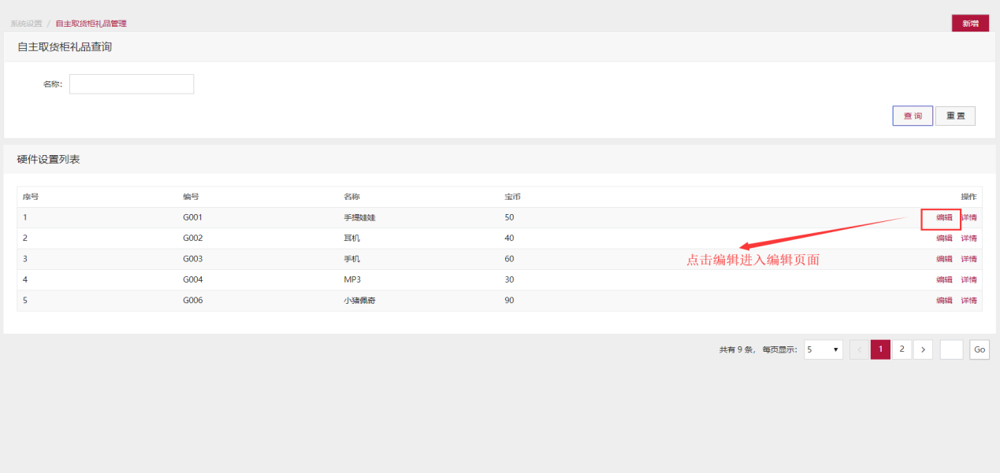 系统设置 / 自主取货柜礼品管理 新增
自主取货柜礼品查询
名称:
查 询 重 置
硬件设置列表
序号 编号 名称 宝币 操作
1 G001 手提娃娃 50 编辑 详情
2 G002 耳机 40 编辑 详情
点击编辑进入编辑页面
3 G003 手机 60 编辑 详情
4 G004 MP3 30 编辑 详情
5 G006 小猪佩奇 90 编辑 详情
共有 9 条, 每页显示: 5 ▼ < 1 2 > Go